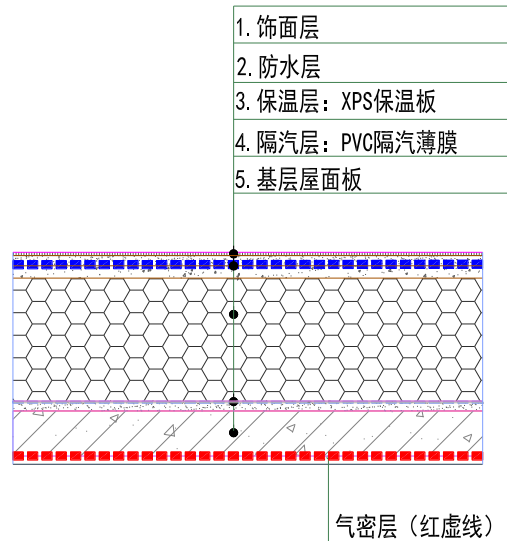 1. 饰面层
2. 防水层
3. 保温层：XPS保温板
4. 隔汽层：PVC隔汽薄膜
5. 基层屋面板
气密层（红虚线）